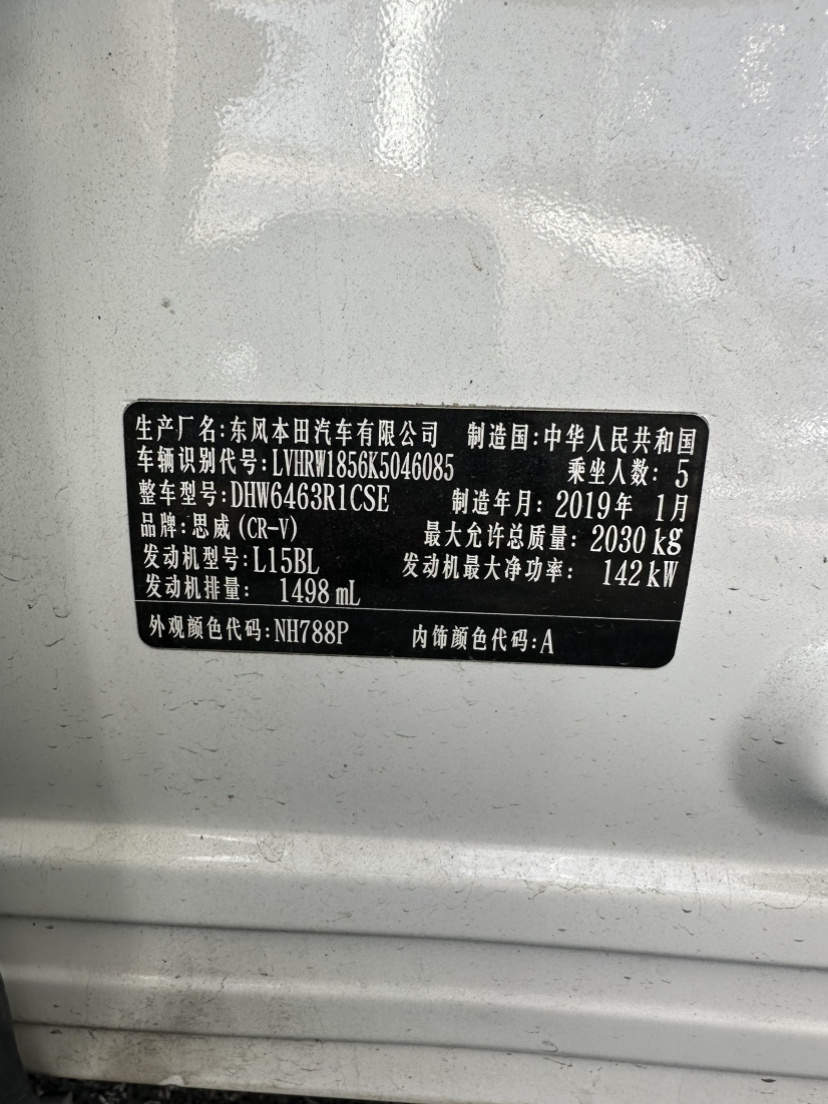 生产厂名:东风本田汽车有限公司 制造国:中华人民共和国
车辆识别代号:LVHRW1856K5046085 乘坐人数: 5
整车型号:DHW6463R1CSE 制造年月:2019年 1月
品牌:思威(CR-V) 最大允许总质量: 2030 kg
发动机型号:L15BL 发动机最大净功率: 142 kW
发动机排量: 1498 mL
外观颜色代码:NH788P 内饰颜色代码:A